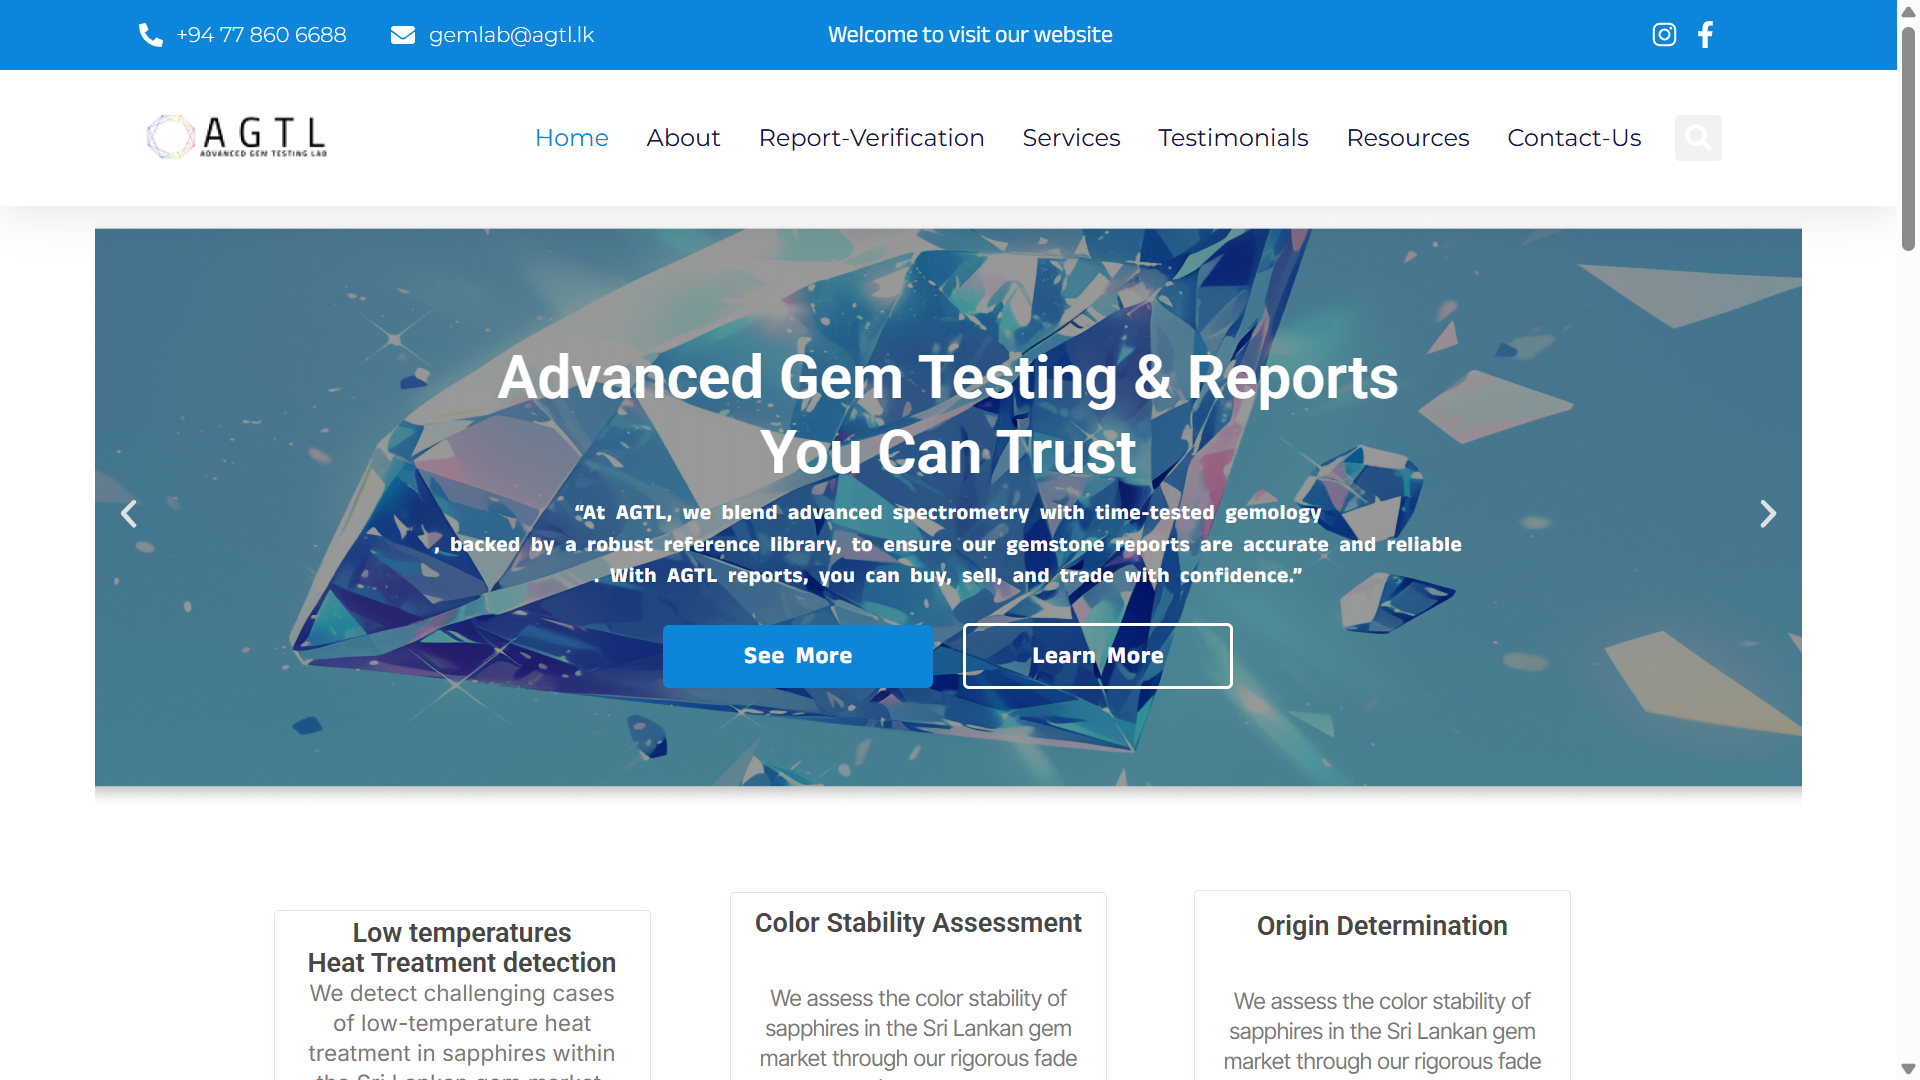 +94 77 860 6688
gemlab@agtl.lk
Welcome to visit our website
AGTL
ADVANCED GEM TESTING LAB
Home
About
Report-Verification
Services
Testimonials
Resources
Contact-Us
Advanced Gem Testing & Reports
You Can Trust
“At AGTL, we blend advanced spectrometry with time-tested gemology
, backed by a robust reference library, to ensure our gemstone reports are accurate and reliable
. With AGTL reports, you can buy, sell, and trade with confidence.”
See More
Learn More
Low temperatures
Heat Treatment detection
We detect challenging cases
of low-temperature heat
treatment in sapphires within
the Sri Lankan gem market
Color Stability Assessment
We assess the color stability of
sapphires in the Sri Lankan gem
market through our rigorous fade
Origin Determination
We assess the color stability of
sapphires in the Sri Lankan gem
market through our rigorous fade